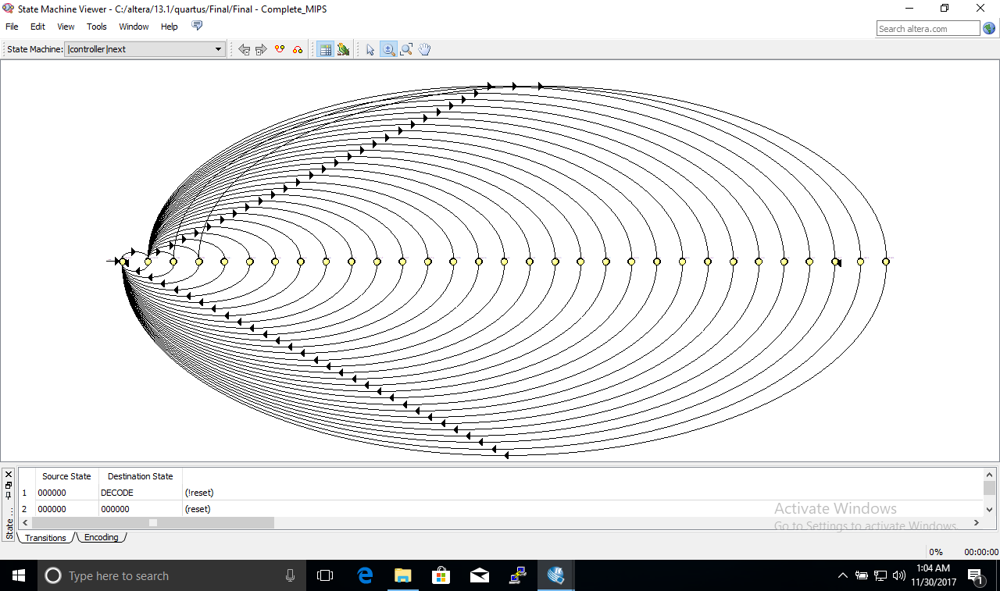 State Machine Viewer - C:/altera/13.1/quartus/Final/Final - Complete_MIPS
File Edit View Tools Window Help
Search altera.com
State Machine: |controller|next
Source State Destination State
1 000000 DECODE (!reset)
2 000000 000000 (reset)
State ...
Activate Windows
Go to Settings to activate Windows.
Transitions Encoding
0% 00:00:00
Type here to search
1:04 AM
11/30/2017
1